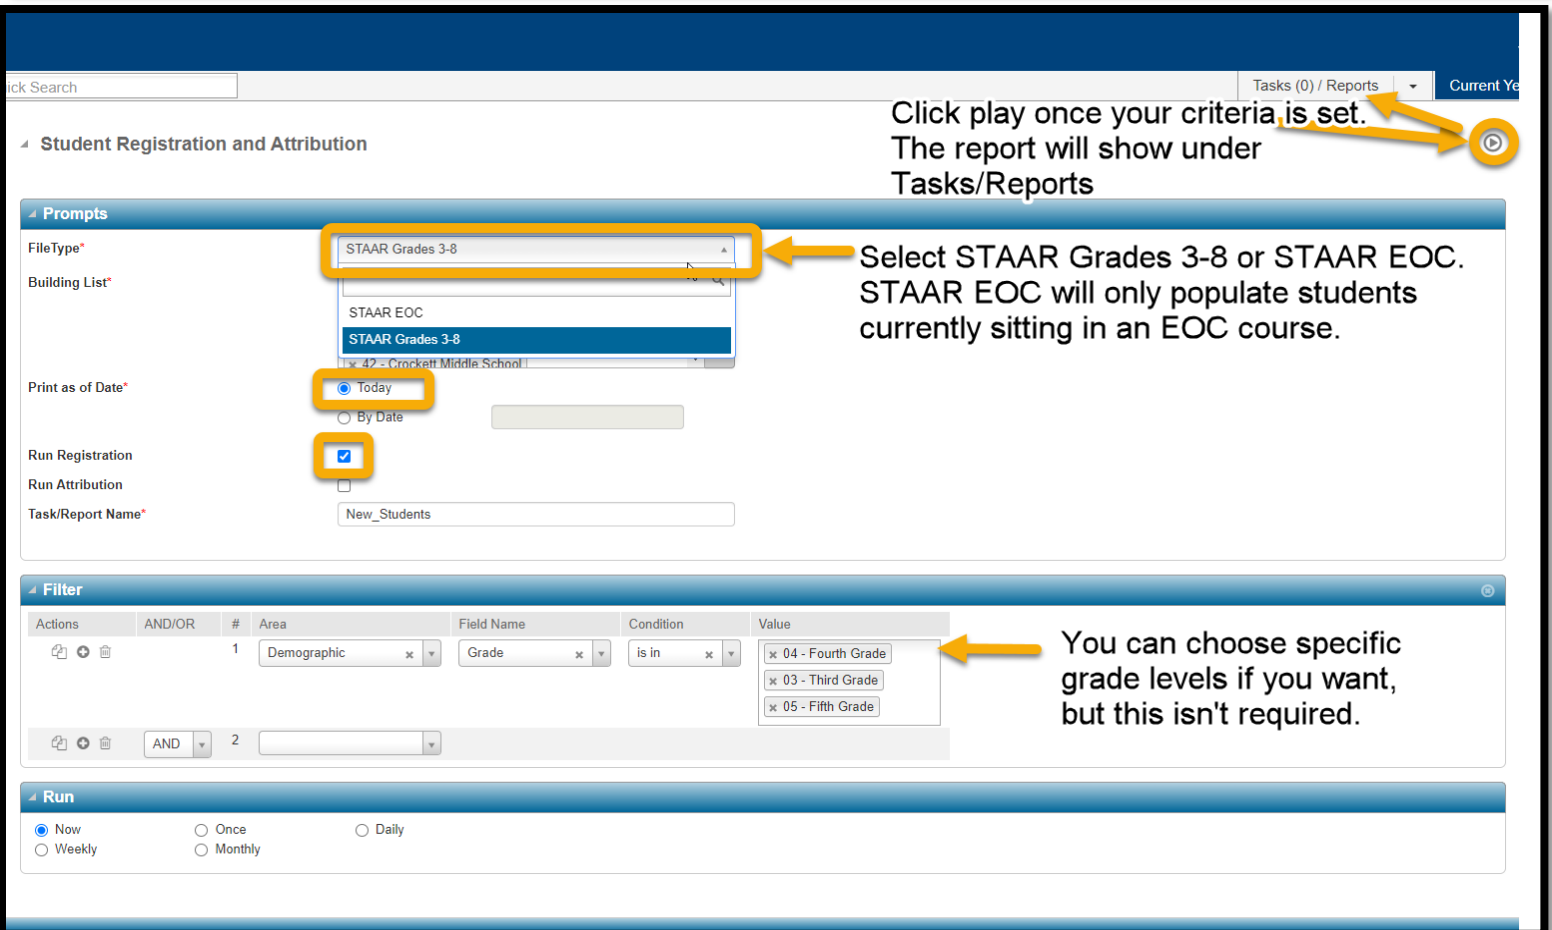 ick Search
Tasks (0) / Reports
Current Ye
Click play once your criteria is set.
The report will show under
Tasks/Reports
Student Registration and Attribution
Prompts
FileType*
STAAR Grades 3-8
Select STAAR Grades 3-8 or STAAR EOC.
STAAR EOC will only populate students
currently sitting in an EOC course.
Building List*
STAAR EOC
STAAR Grades 3-8
× 42 - Crockett Middle School
Print as of Date*
Today
By Date
Run Registration
Run Attribution
Task/Report Name*
New_Students
Filter
Actions AND/OR # Area Field Name Condition Value
1 Demographic × Grade × is in × × 04 - Fourth Grade
× 03 - Third Grade
× 05 - Fifth Grade
You can choose specific
grade levels if you want,
but this isn't required.
AND 2
Run
Now Once Daily
Weekly Monthly